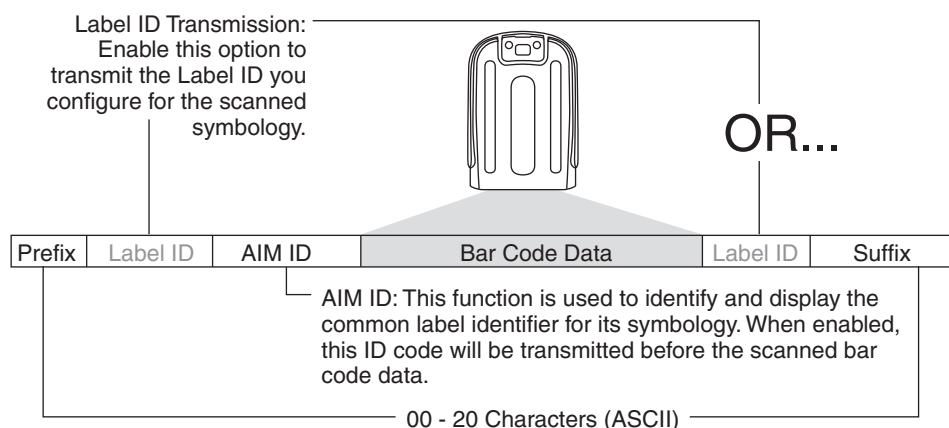 Label ID Transmission:
Enable this option to
transmit the Label ID you
configure for the scanned
symbology.
OR...
Prefix Label ID AIM ID Bar Code Data Label ID Suffix
AIM ID: This function is used to identify and display the
common label identifier for its symbology. When enabled,
this ID code will be transmitted before the scanned bar
code data.
00 - 20 Characters (ASCII)